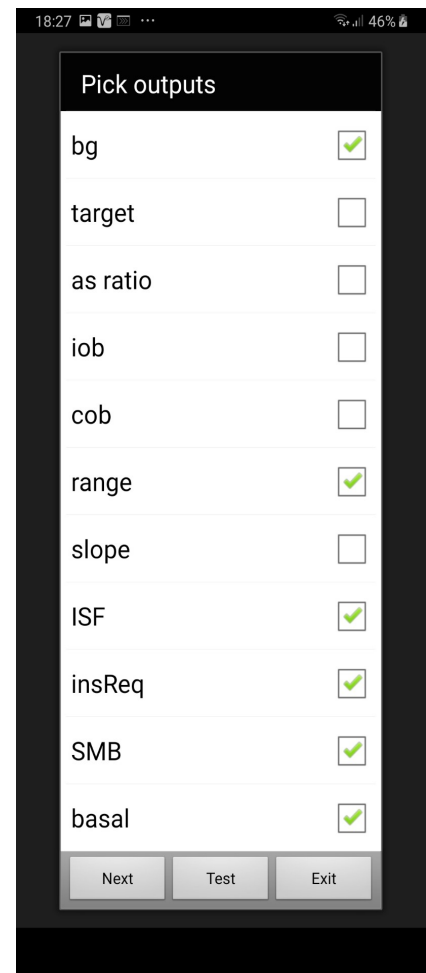 18:27 46%
Pick outputs
bg
target
as ratio
iob
cob
range
slope
ISF
insReq
SMB
basal
Next Test Exit